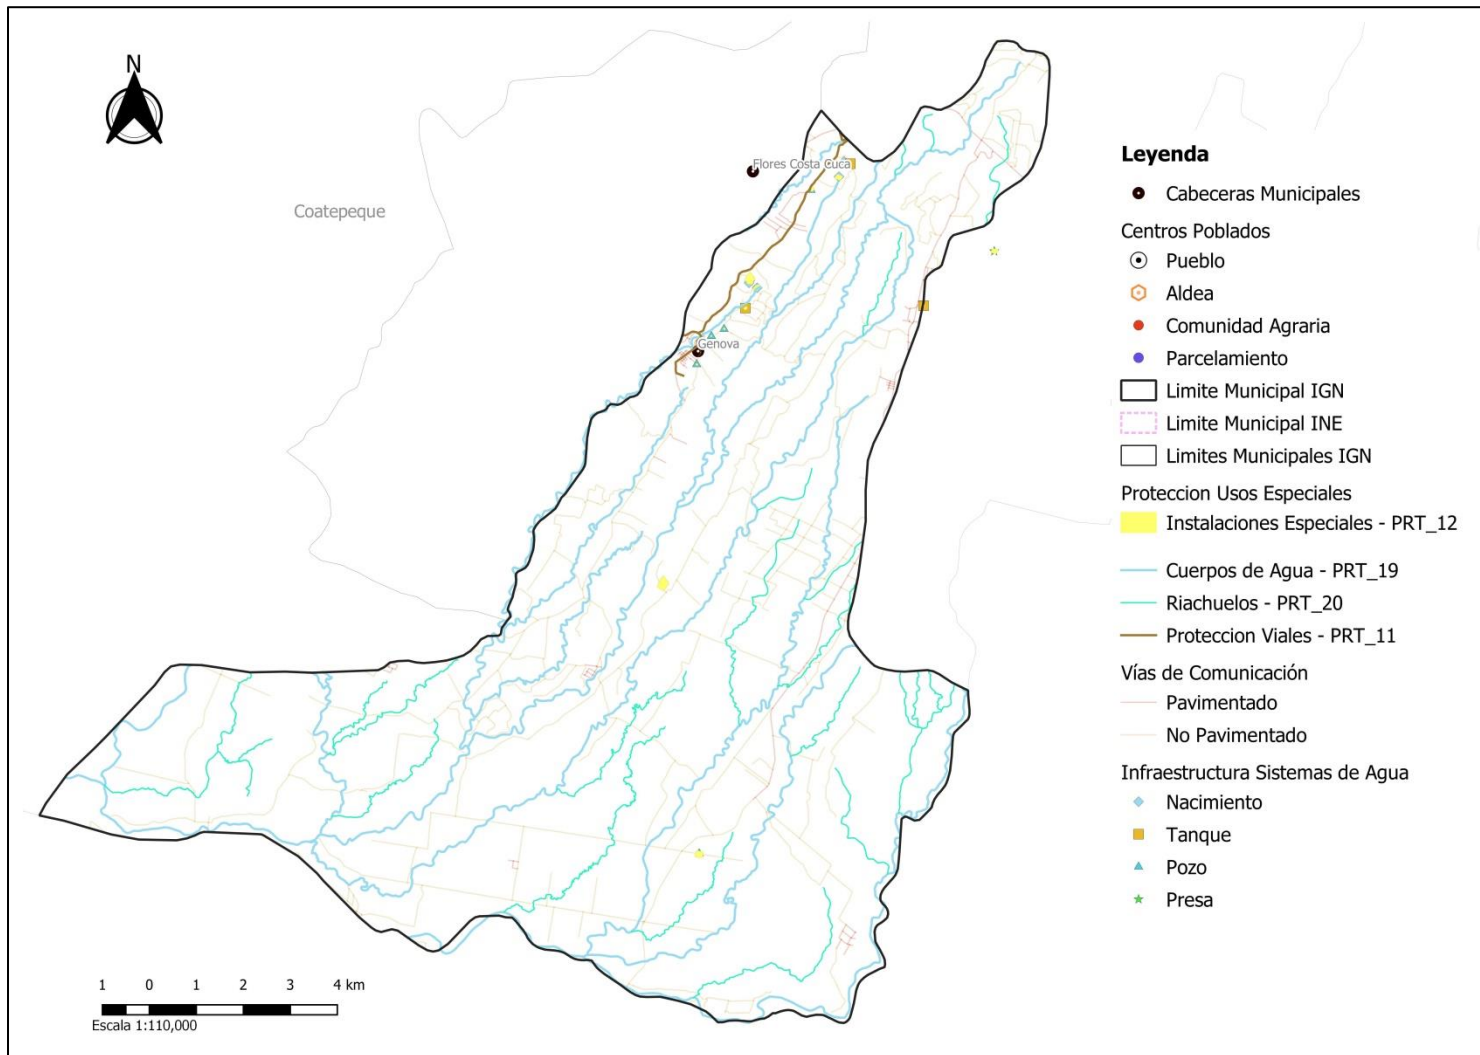 N
Flores Costa Cuca
Coatepeque
Genova
Leyenda
Cabeceras Municipales
Centros Poblados
Pueblo
Aldea
Comunidad Agraria
Parcelamiento
Limite Municipal IGN
Limite Municipal INE
Limites Municipales IGN
Proteccion Usos Especiales
Instalaciones Especiales - PRT_12
Cuerpos de Agua - PRT_19
Riachuelos - PRT_20
Proteccion Viales - PRT_11
Vías de Comunicación
Pavimentado
No Pavimentado
Infraestructura Sistemas de Agua
Nacimiento
Tanque
Pozo
Presa
1 0 1 2 3 4 km
Escala 1:110,000